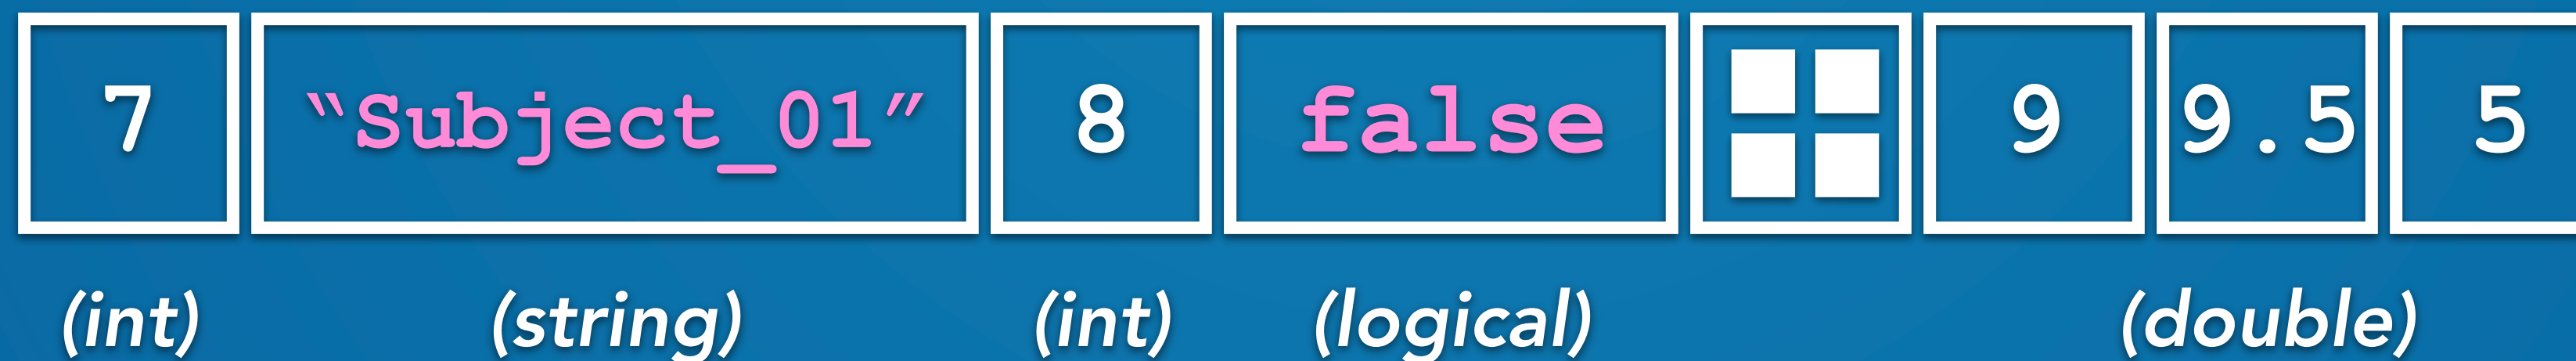 7 “Subject_01” 8 false 9 9.5 5
(int) (string) (int) (logical) (double)